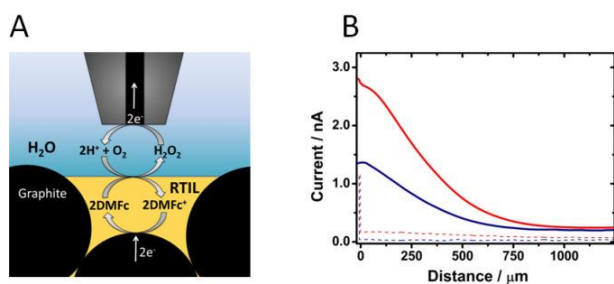 A
2e-
H2O
2H+ + O2
H2O2
Graphite
RTIL
2DMFc
2DMFc+
2e-
B
Current / nA
3.0
2.0
1.0
0.0
0
250
500
750
1000
Distance / μm